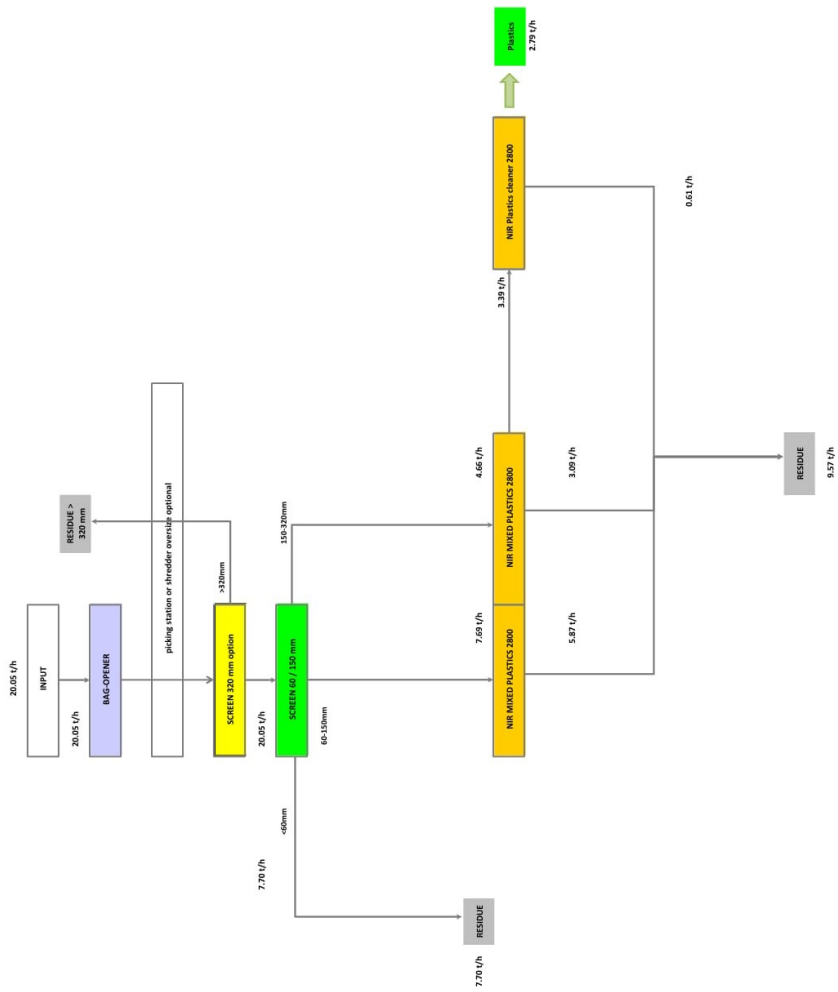 Plastics
2.79 t/h
NIR Plastics cleaner 2800
0.61 t/h
3.39 t/h
RESIDUE >
320 mm
picking station or shredder oversize optional
>320mm
150-320mm
4.66 t/h
NIR MIXED PLASTICS 2800
3.09 t/h
RESIDUE
9.57 t/h
20.05 t/h
INPUT
20.05 t/h
BAG-OPENER
SCREEN 320 mm option
20.05 t/h
SCREEN 60 / 150 mm
60-150mm
7.69 t/h
NIR MIXED PLASTICS 2800
5.87 t/h
<60mm
7.70 t/h
RESIDUE
7.70 t/h